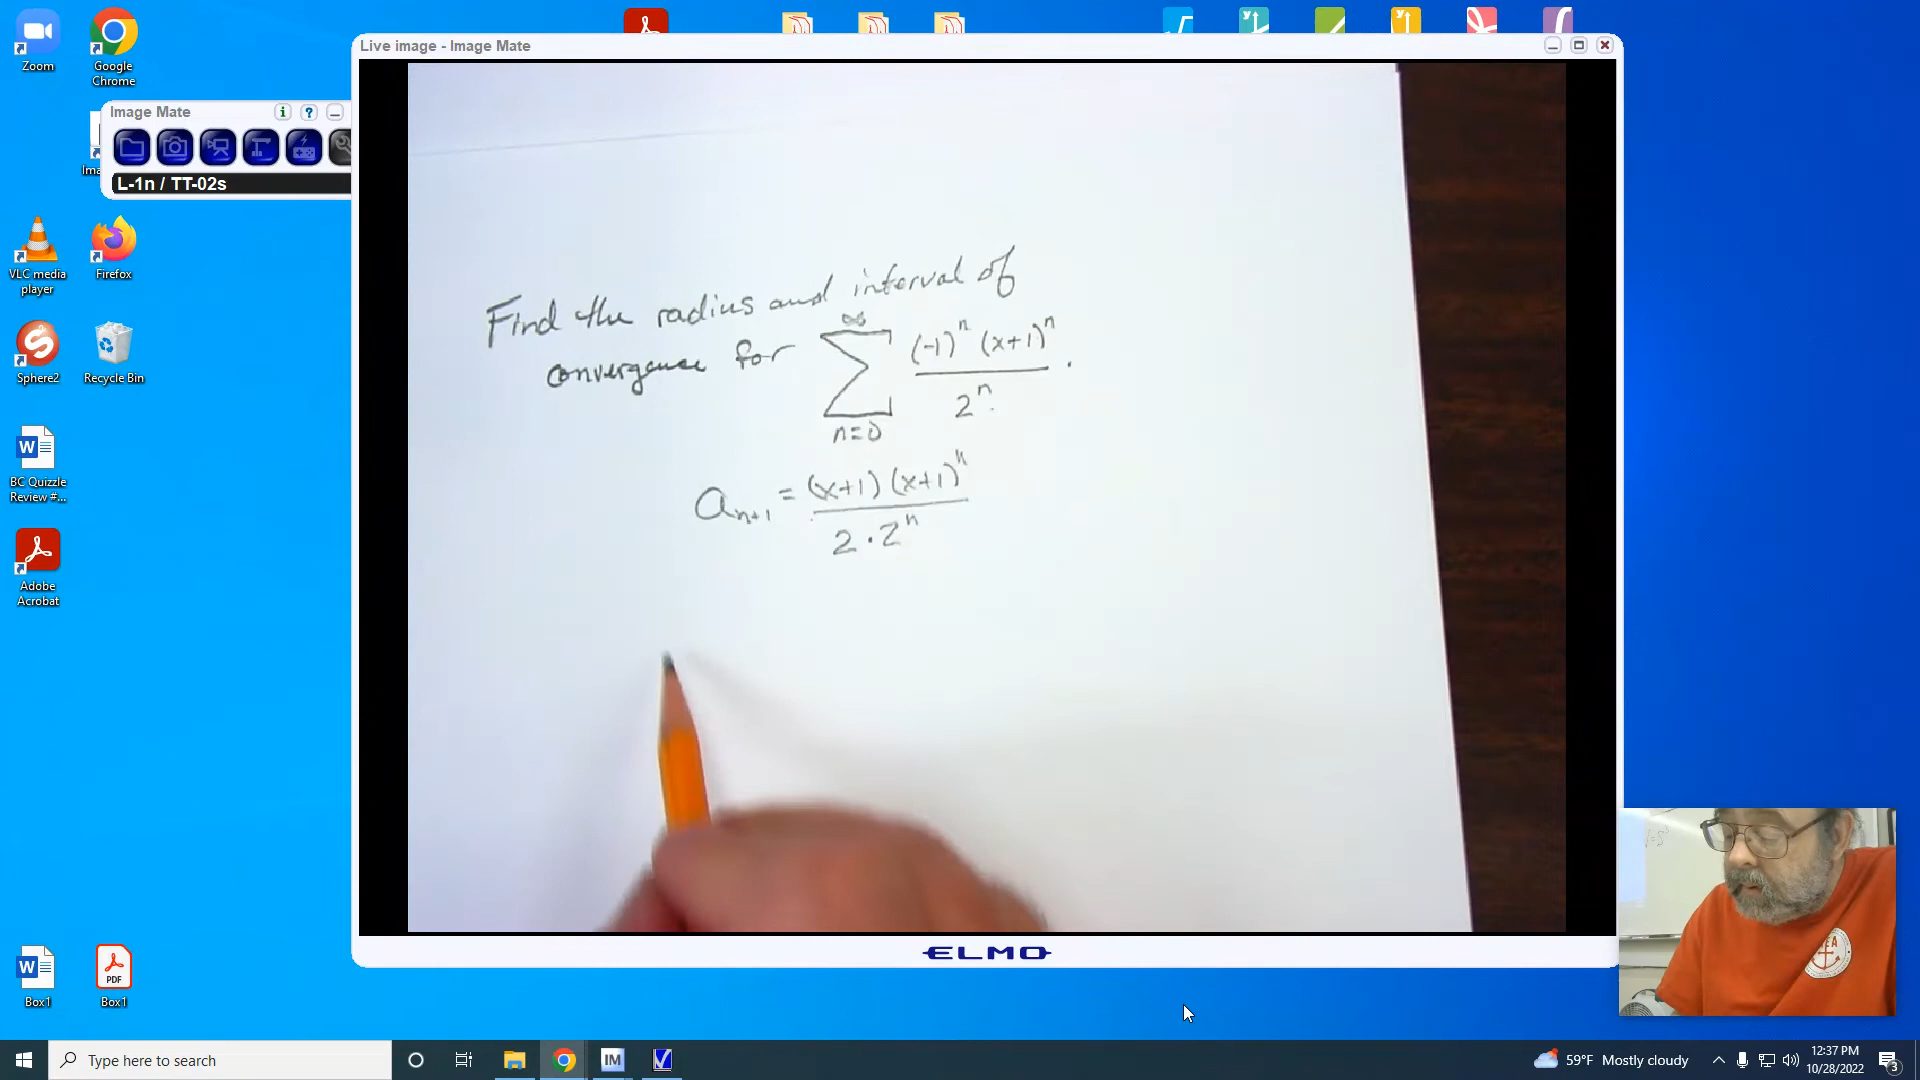 Live image - Image Mate
Zoom
Google Chrome
Image Mate
L-1n / TT-02s
VLC media player
Firefox
Sphere2
Recycle Bin
BC Quizzle Review #...
Adobe Acrobat
Box1
PDF
Box1
Find the radius and interval of
convergence for ∑_{n=0}^{∞} (-1)^n (x+1)^n / 2^n .
a_{n+1} = (x+1) (x+1)^n / 2 · 2^n
ELMO
Type here to search
IM
59°F Mostly cloudy
12:37 PM
10/28/2022
3